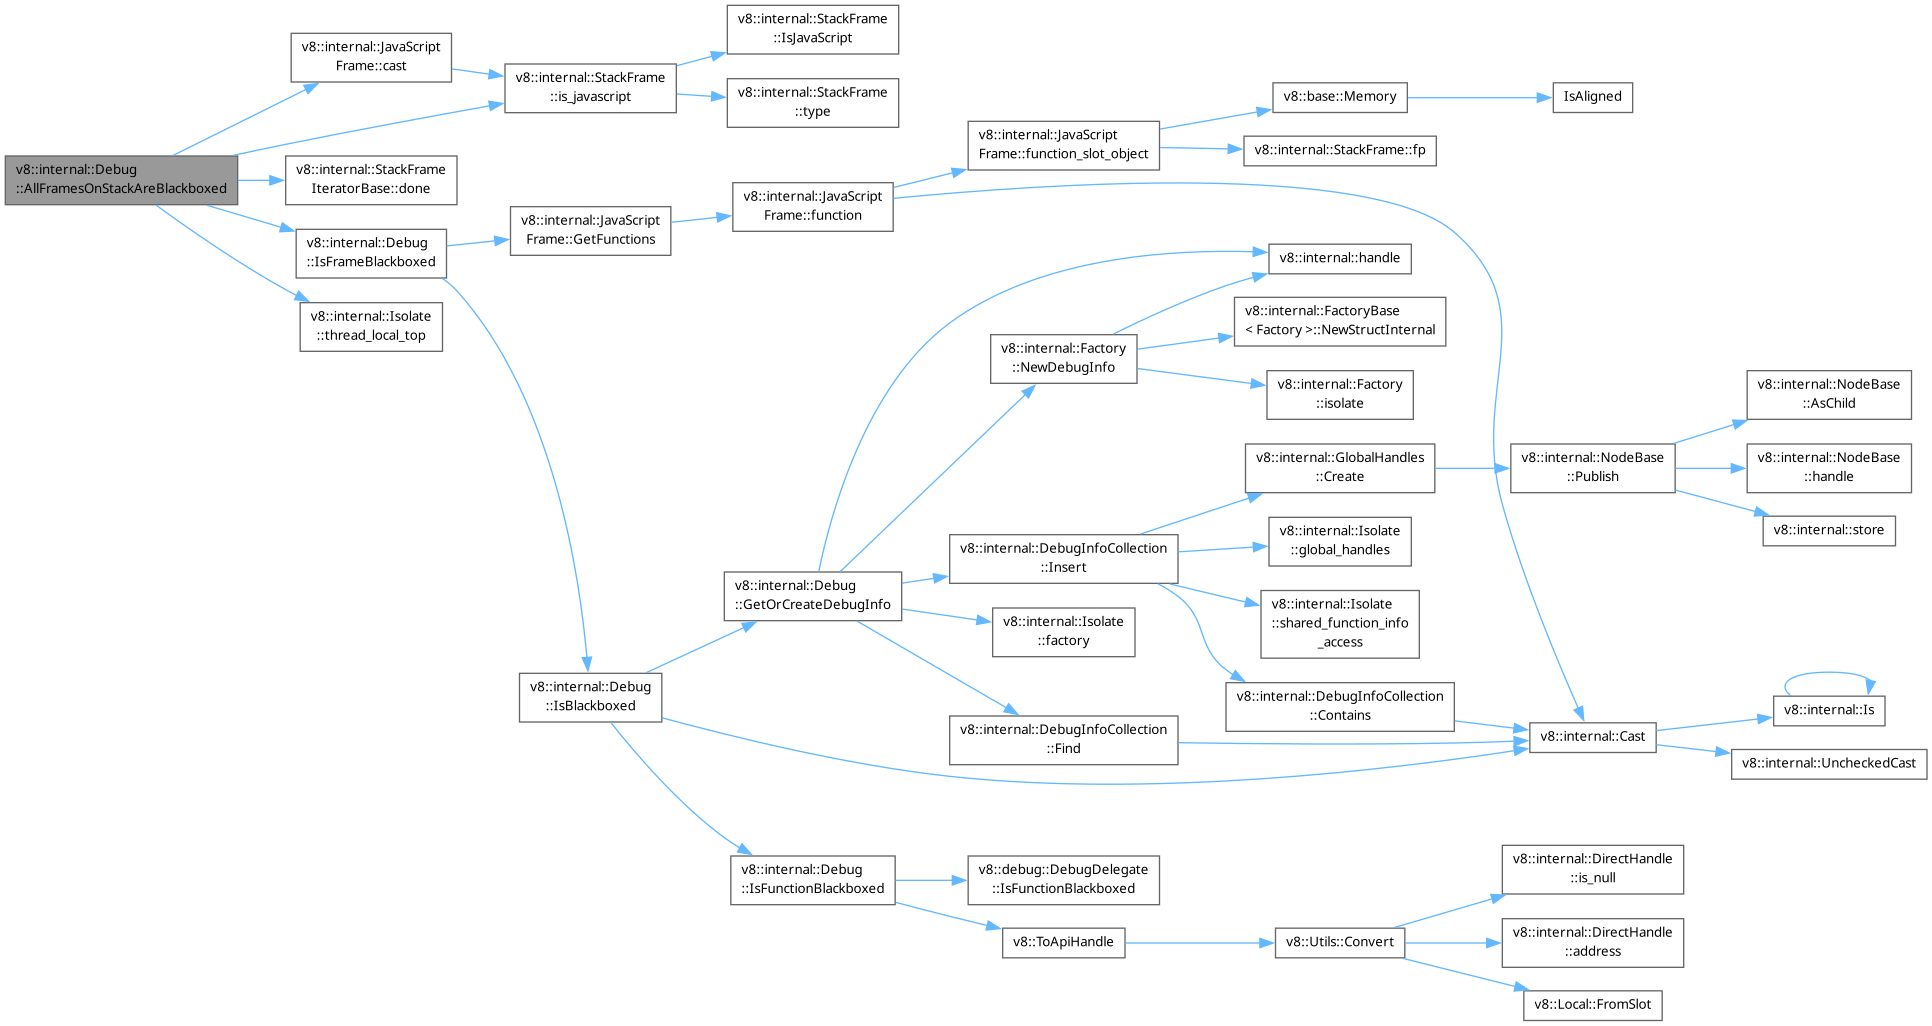 v8::internal::Debug
::AllFramesOnStackAreBlackboxed
v8::internal::JavaScript
Frame::cast
v8::internal::StackFrame
::is_javascript
v8::internal::StackFrame
::IsJavaScript
v8::internal::StackFrame
::type
v8::internal::StackFrame
IteratorBase::done
v8::internal::Debug
::IsFrameBlackboxed
v8::internal::Isolate
::thread_local_top
v8::internal::JavaScript
Frame::GetFunctions
v8::internal::JavaScript
Frame::function
v8::internal::JavaScript
Frame::function_slot_object
v8::base::Memory
IsAligned
v8::internal::StackFrame::fp
v8::internal::handle
v8::internal::Factory
::NewDebugInfo
v8::internal::FactoryBase
< Factory >::NewStructInternal
v8::internal::Factory
::isolate
v8::internal::GlobalHandles
::Create
v8::internal::NodeBase
::Publish
v8::internal::NodeBase
::AsChild
v8::internal::NodeBase
::handle
v8::internal::store
v8::internal::DebugInfoCollection
::Insert
v8::internal::Isolate
::global_handles
v8::internal::Isolate
::shared_function_info
_access
v8::internal::Debug
::GetOrCreateDebugInfo
v8::internal::Isolate
::factory
v8::internal::DebugInfoCollection
::Contains
v8::internal::Debug
::IsBlackboxed
v8::internal::DebugInfoCollection
::Find
v8::internal::Cast
v8::internal::Is
v8::internal::UncheckedCast
v8::internal::Debug
::IsFunctionBlackboxed
v8::debug::DebugDelegate
::IsFunctionBlackboxed
v8::ToApiHandle
v8::Utils::Convert
v8::internal::DirectHandle
::is_null
v8::internal::DirectHandle
::address
v8::Local::FromSlot